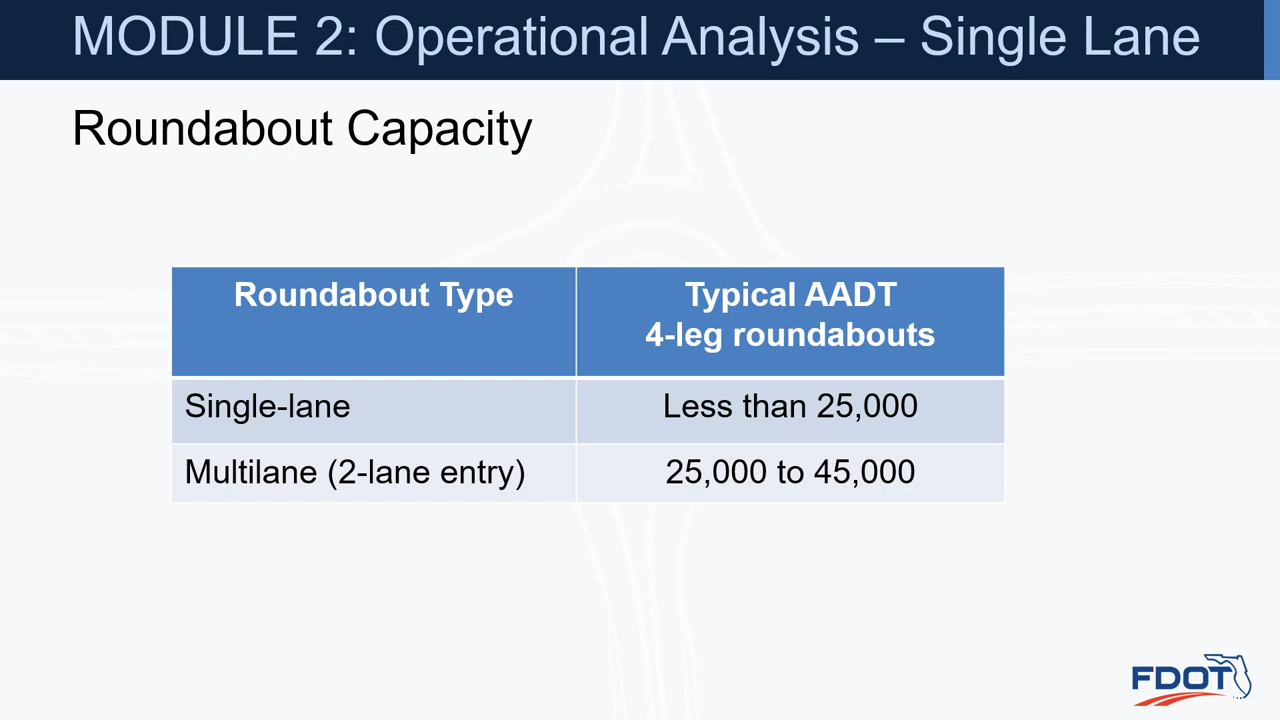 MODULE 2: Operational Analysis – Single Lane
Roundabout Capacity
Roundabout Type
Typical AADT
4-leg roundabouts
Single-lane
Less than 25,000
Multilane (2-lane entry)
25,000 to 45,000
FDOT